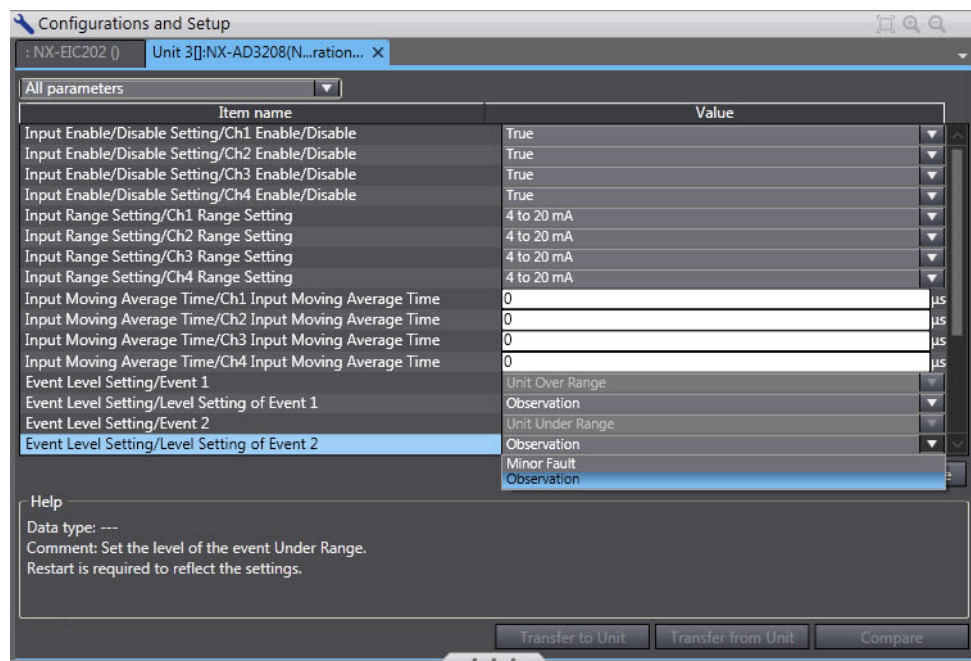 Configurations and Setup
: NX-EIC202 () Unit 3[]:NX-AD3208(N...ration... X
All parameters
Item name Value
Input Enable/Disable Setting/Ch1 Enable/Disable True
Input Enable/Disable Setting/Ch2 Enable/Disable True
Input Enable/Disable Setting/Ch3 Enable/Disable True
Input Enable/Disable Setting/Ch4 Enable/Disable True
Input Range Setting/Ch1 Range Setting 4 to 20 mA
Input Range Setting/Ch2 Range Setting 4 to 20 mA
Input Range Setting/Ch3 Range Setting 4 to 20 mA
Input Range Setting/Ch4 Range Setting 4 to 20 mA
Input Moving Average Time/Ch1 Input Moving Average Time 0 µs
Input Moving Average Time/Ch2 Input Moving Average Time 0 µs
Input Moving Average Time/Ch3 Input Moving Average Time 0 µs
Input Moving Average Time/Ch4 Input Moving Average Time 0 µs
Event Level Setting/Event 1 Unit Over Range
Event Level Setting/Level Setting of Event 1 Observation
Event Level Setting/Event 2 Unit Under Range
Event Level Setting/Level Setting of Event 2 Observation
Minor Fault
Observation
Help
Data type: ---
Comment: Set the level of the event Under Range.
Restart is required to reflect the settings.
Transfer to Unit Transfer from Unit Compare